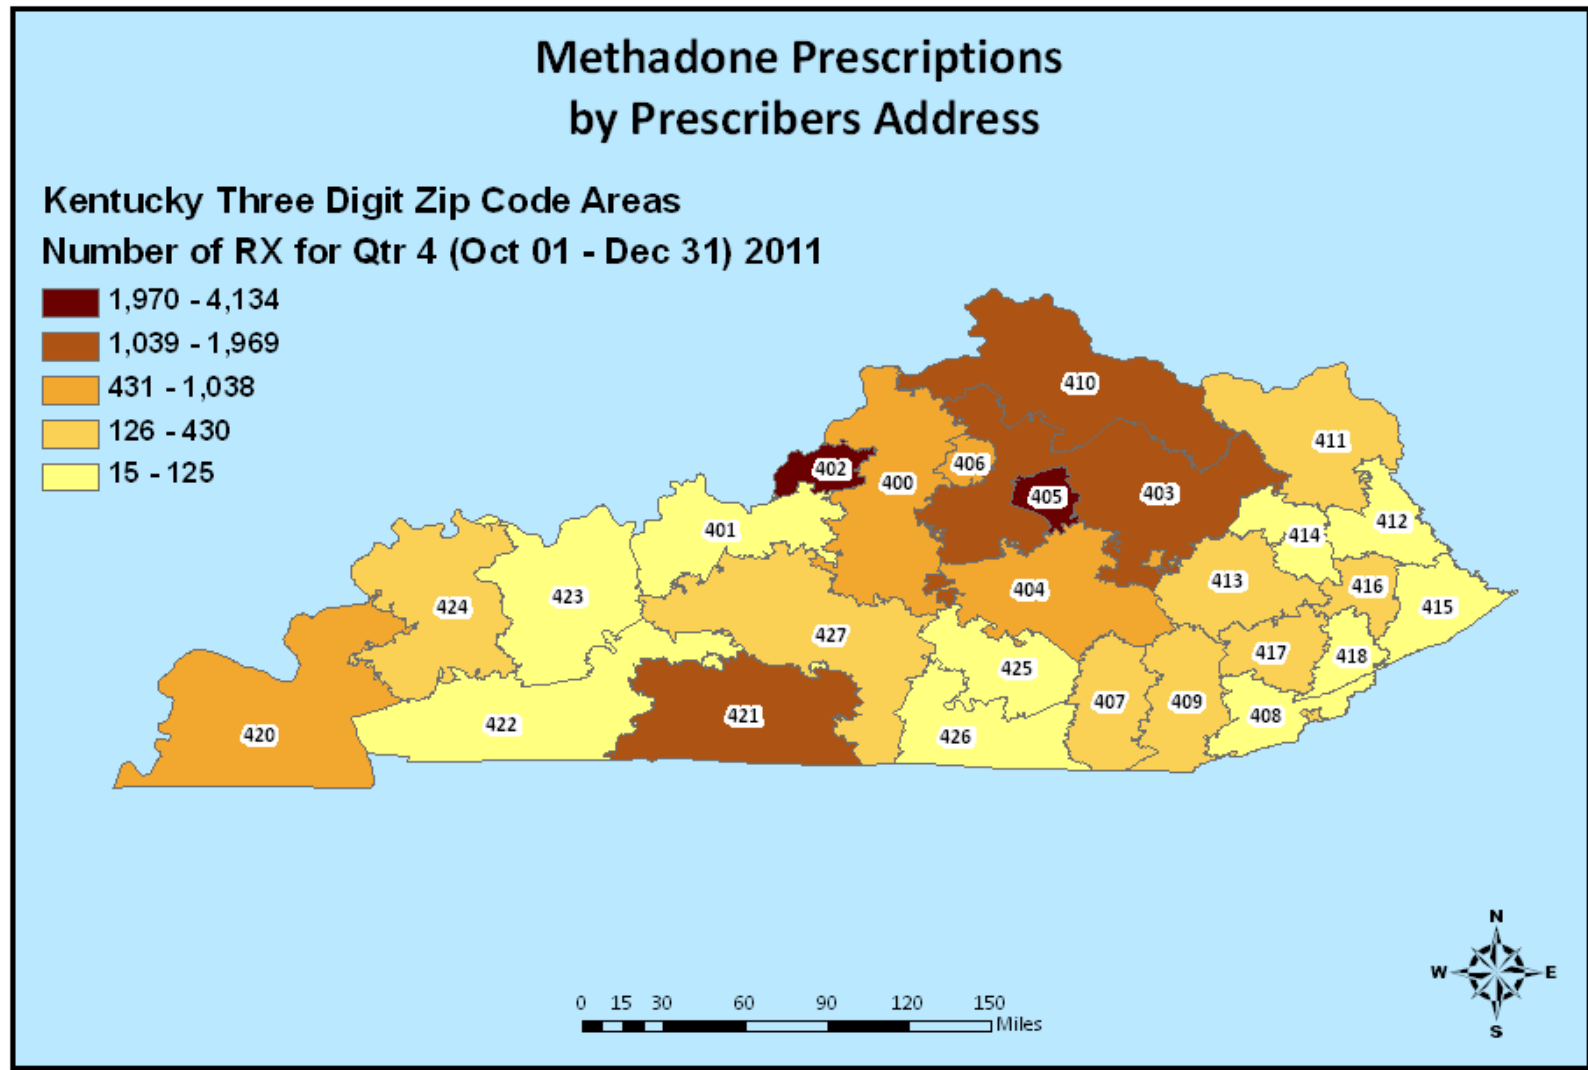 Methadone Prescriptions
by Prescribers Address
Kentucky Three Digit Zip Code Areas
Number of RX for Qtr 4 (Oct 01 - Dec 31) 2011
1,970 - 4,134
1,039 - 1,969
431 - 1,038
126 - 430
15 - 125
410
411
406
402
400
405
403
412
401
414
413
404
416
423
424
415
427
417
418
425
407
409
421
408
422
420
426
N
W E
S
0 15 30 60 90 120 150
Miles